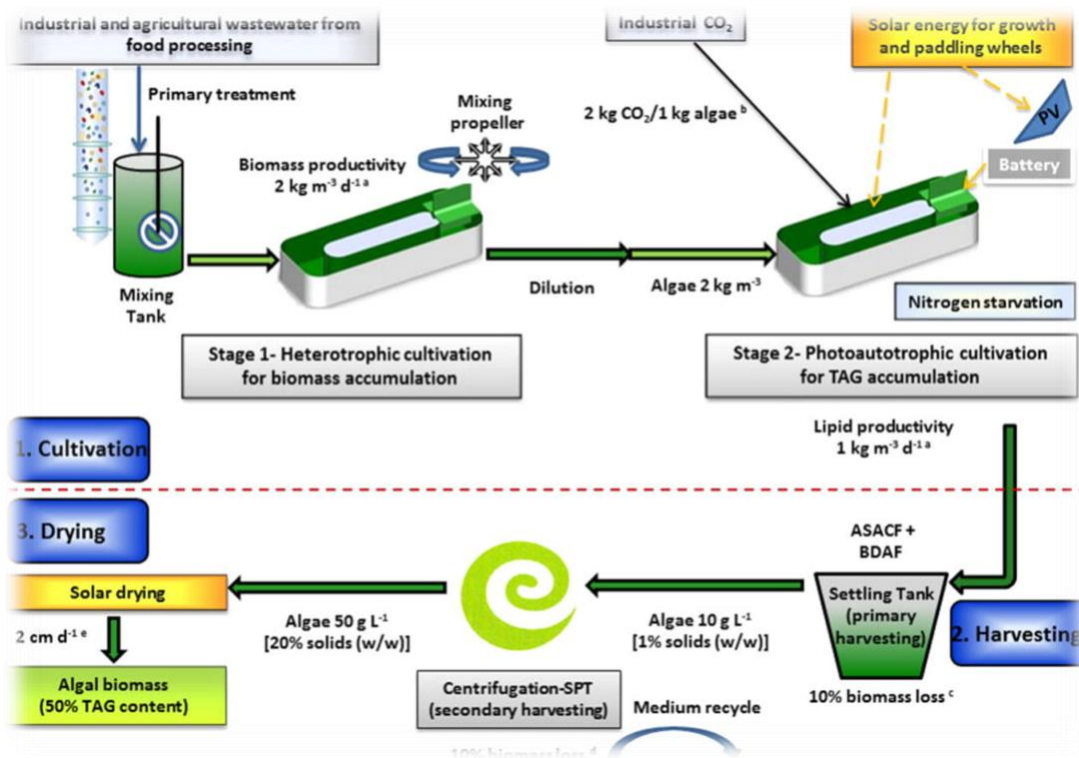 Industrial and agricultural wastewater from
food processing
Industrial CO₂
Solar energy for growth
and paddling wheels
Primary treatment
Mixing
propeller
2 kg CO₂/1 kg algae ᵇ
PV
Battery
Biomass productivity
2 kg m⁻³ d⁻¹ ᵃ
Mixing
Tank
Dilution
Algae 2 kg m⁻³
Nitrogen starvation
Stage 1- Heterotrophic cultivation
for biomass accumulation
Stage 2- Photoautotrophic cultivation
for TAG accumulation
1. Cultivation
Lipid productivity
1 kg m⁻³ d⁻¹ ᵃ
3. Drying
ASACF +
BDAF
Solar drying
Settling Tank
(primary
harvesting)
2. Harvesting
Algae 50 g L⁻¹
[20% solids (w/w)]
Algae 10 g L⁻¹
[1% solids (w/w)]
2 cm d⁻¹ ᵉ
Algal biomass
(50% TAG content)
Centrifugation-SPT
(secondary harvesting)
10% biomass loss ᶜ
Medium recycle
10% biomass loss ᵈ